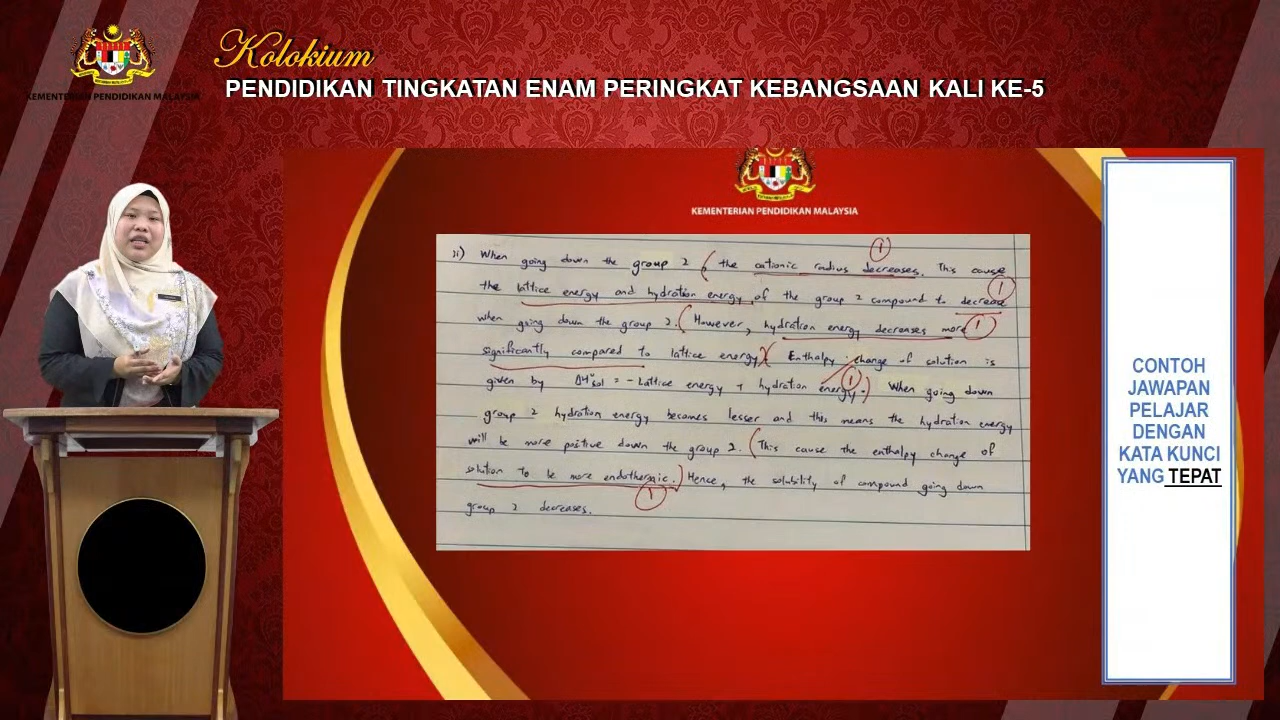 KEMENTERIAN PENDIDIKAN MALAYSIA
Kolokium
PENDIDIKAN TINGKATAN ENAM PERINGKAT KEBANGSAAN KALI KE-5
KEMENTERIAN PENDIDIKAN MALAYSIA
ii) When going down the group 2, the cationic radius decreases. This cause
the lattice energy and hydration energy of the group 2 compound to decrease
when going down the group 2. However, hydration energy decreases more
significantly compared to lattice energy. Enthalpy change of solution is
given by ΔH°sol = - Lattice energy + hydration energy. When going down
group 2 hydration energy becomes lesser and this means the hydration energy
will be more positive down the group 2. This cause the enthalpy change of
solution to be more endothermic. Hence, the solubility of compound going down
group 2 decreases.
1
1
1
1
1
CONTOH
JAWAPAN
PELAJAR
DENGAN
KATA KUNCI
YANG TEPAT